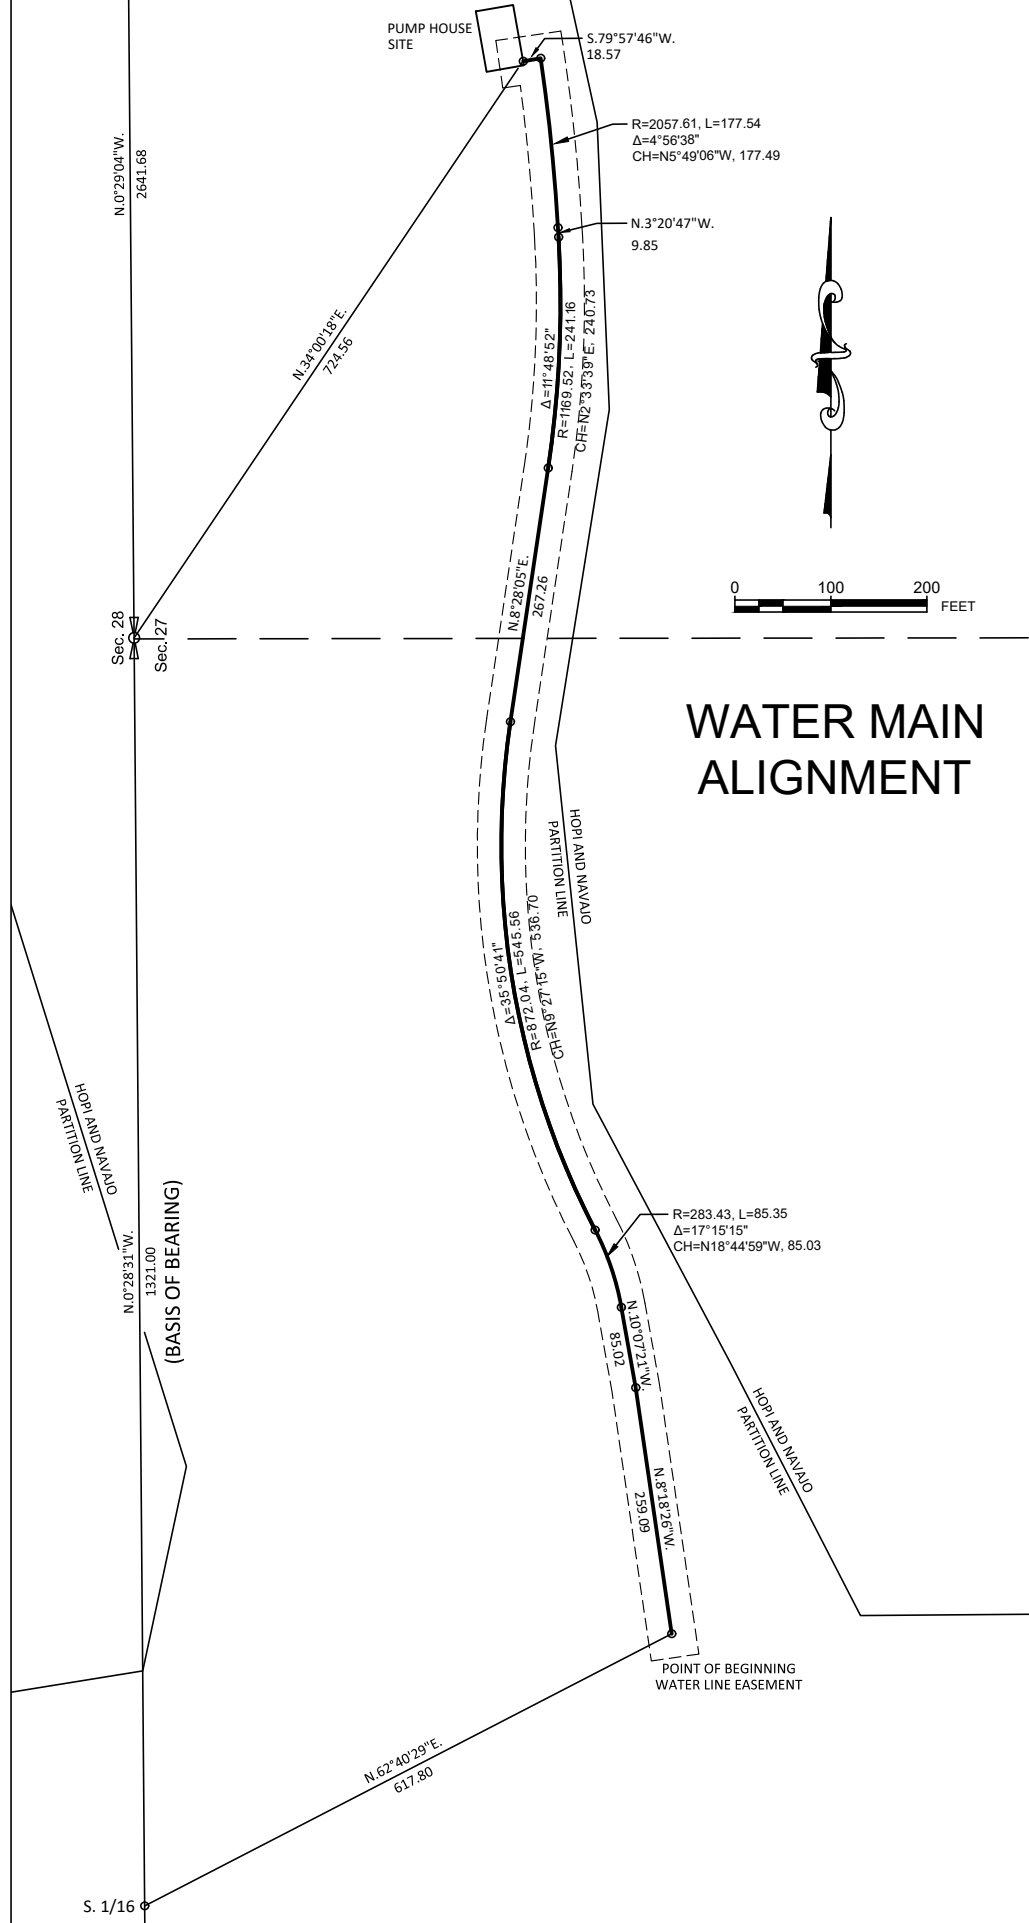 PUMP HOUSE
SITE
S.79°57'46"W.
18.57
R=2057.61, L=177.54
Δ=4°56'38"
CH=N5°49'06"W, 177.49
N.0°29'04"W.
2641.68
N.3°20'47"W.
9.85
N.34°00'18"E.
724.56
Δ=11°48'52"
R=1169.52, L=241.16
CH=N2°33'39"E, 240.73
N.8°28'05"E.
267.26
0 100 200
FEET
Sec. 28
Sec. 27
WATER MAIN
ALIGNMENT
HOPI AND NAVAJO
PARTITION LINE
Δ=35°50'41"
R=872.04, L=545.56
CH=N9°27'15"W, 536.70
HOPI AND NAVAJO
PARTITION LINE
N.0°28'31"W.
1321.00
(BASIS OF BEARING)
R=283.43, L=85.35
Δ=17°15'15"
CH=N18°44'59"W, 85.03
N.10°07'21"W.
85.02
HOPI AND NAVAJO
PARTITION LINE
N.8°18'26"W.
259.09
POINT OF BEGINNING
WATER LINE EASEMENT
N.62°40'29"E.
617.80
S. 1/16